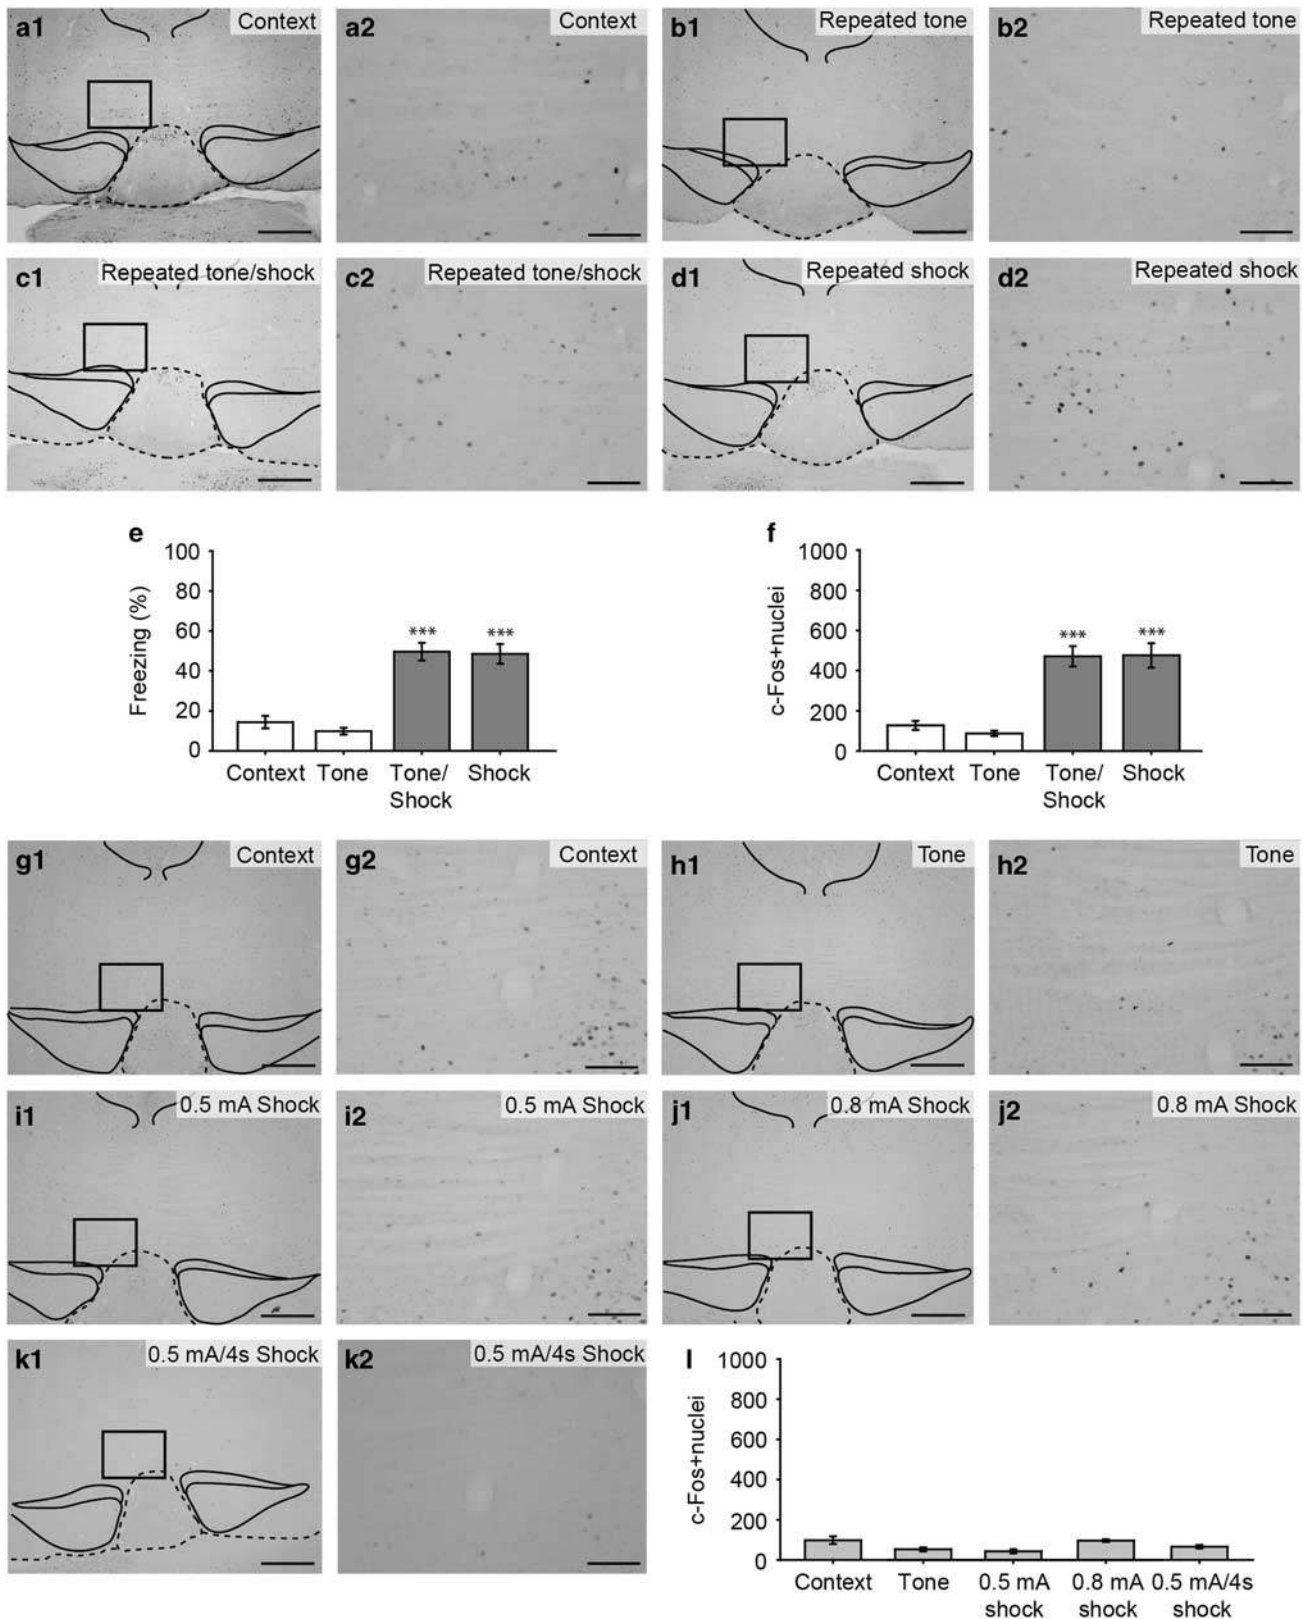 a1 Context
a2 Context
b1 Repeated tone
b2 Repeated tone
c1 Repeated tone/shock
c2 Repeated tone/shock
d1 Repeated shock
d2 Repeated shock
e
Freezing (%)
100
80
60
40
20
0
***
***
Context Tone Tone/ Shock
Shock
f
c-Fos+nuclei
1000
800
600
400
200
0
***
***
Context Tone Tone/ Shock
Shock
g1 Context
g2 Context
h1 Tone
h2 Tone
i1 0.5 mA Shock
i2 0.5 mA Shock
j1 0.8 mA Shock
j2 0.8 mA Shock
k1 0.5 mA/4s Shock
k2 0.5 mA/4s Shock
l
c-Fos+nuclei
1000
800
600
400
200
0
Context Tone 0.5 mA 0.8 mA 0.5 mA/4s
shock shock shock